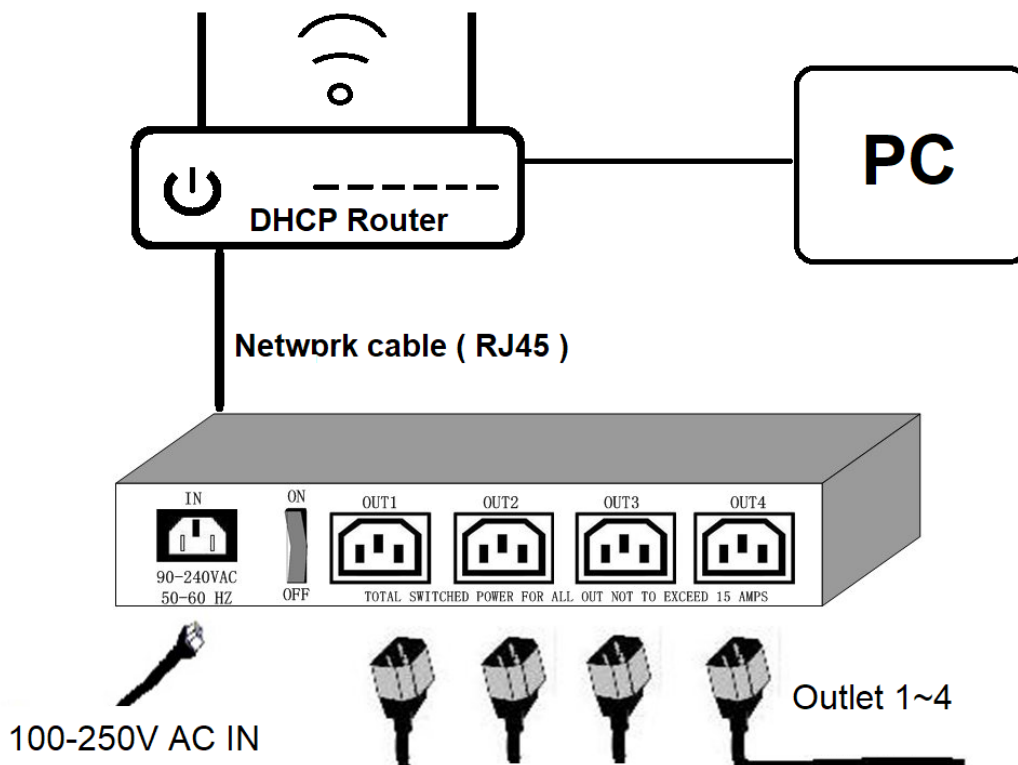 PC
DHCP Router
Network cable ( RJ45 )
IN
ON
OUT1
OUT2
OUT3
OUT4
90-240VAC
50-60 HZ
OFF
TOTAL SWITCHED POWER FOR ALL OUT NOT TO EXCEED 15 AMPS
Outlet 1~4
100-250V AC IN